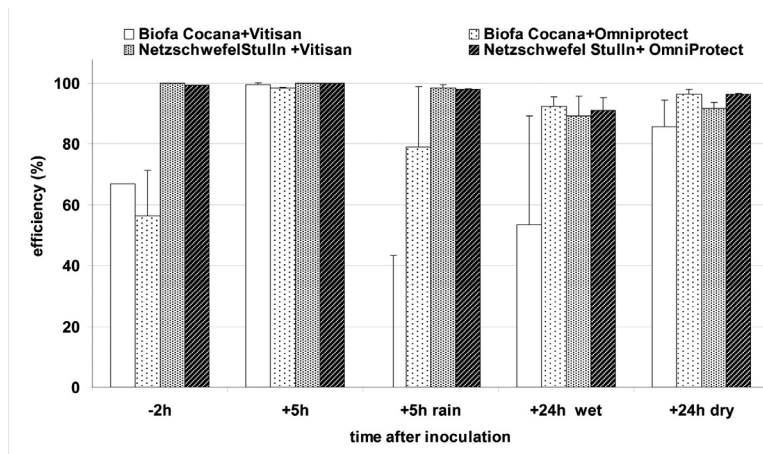 Biofa Cocana+Vitisan
Biofa Cocana+Omniprotect
NetzschwefelStulln +Vitisan
Netzschwefel Stulln+ OmniProtect
100
80
60
40
20
0
efficiency (%)
-2h
+5h
+5h rain
+24h wet
+24h dry
time after inoculation